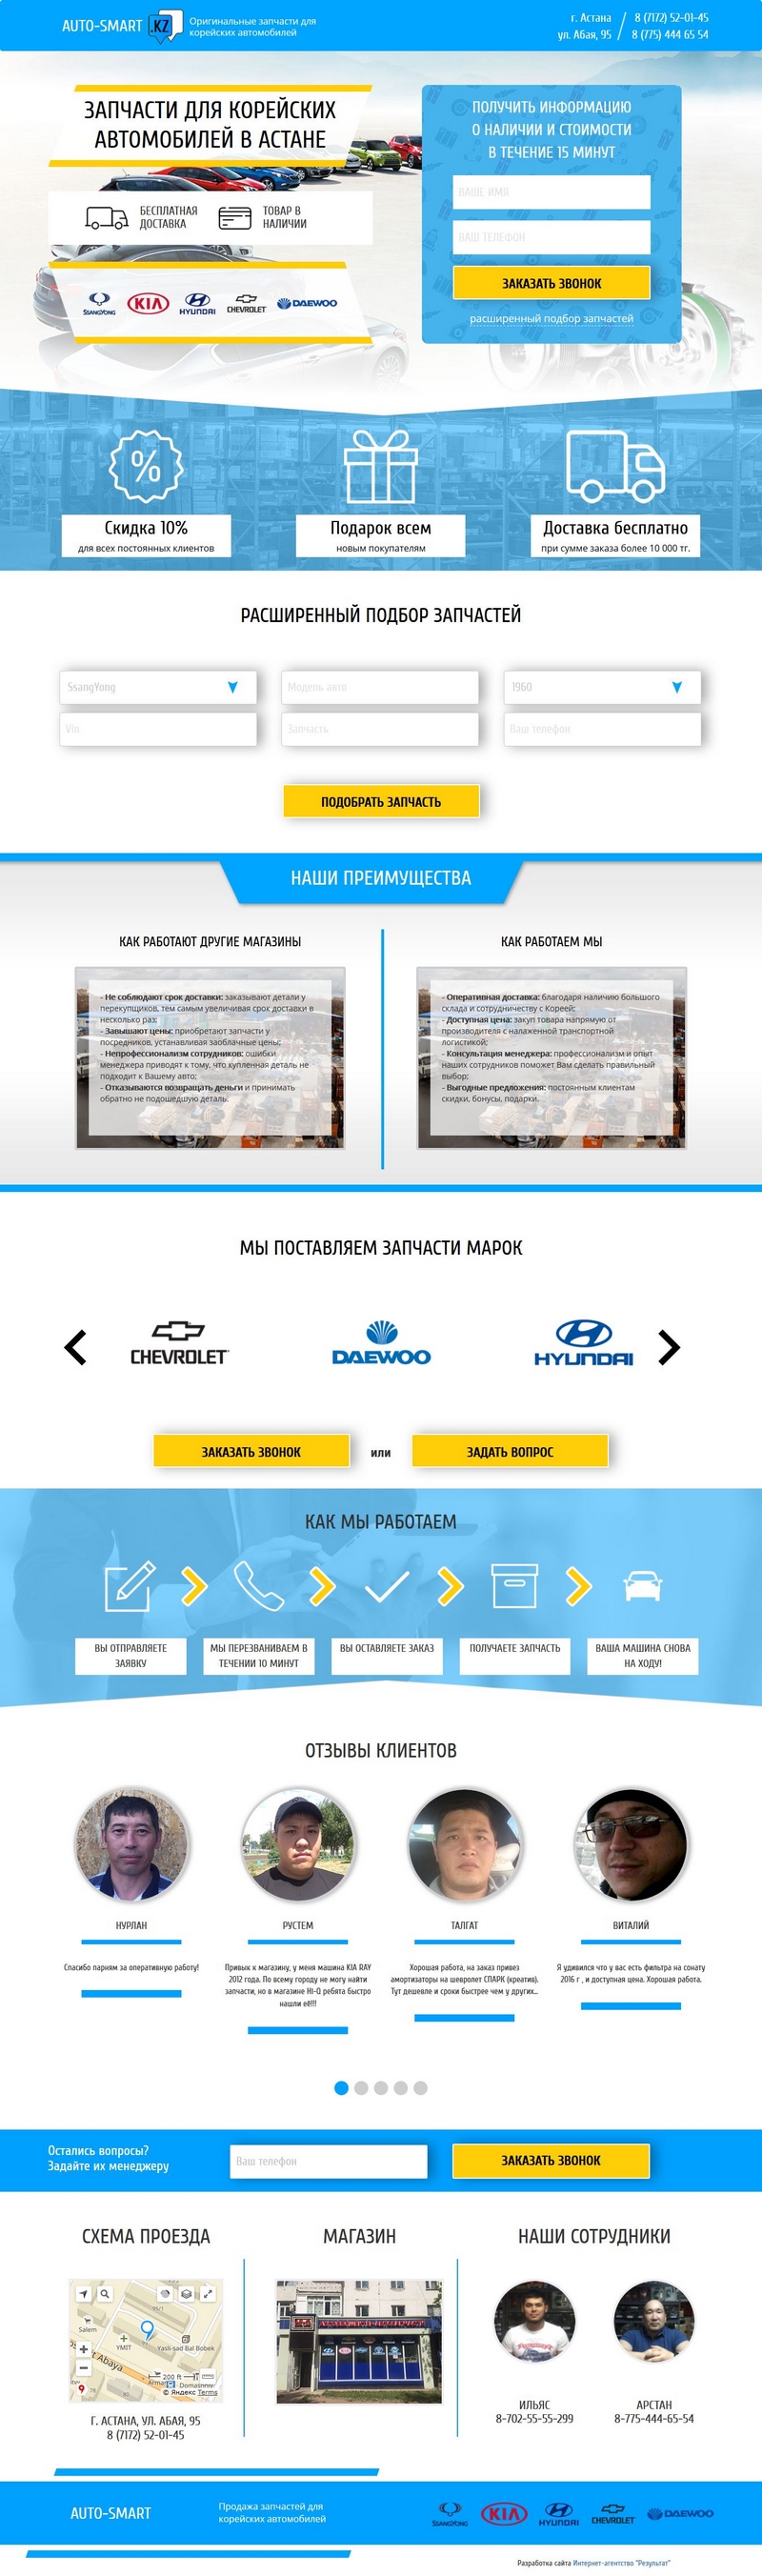 AUTO-SMART .KZ
Оригинальные запчасти для
корейских автомобилей
г. Астана
ул. Абая, 95
8 (7172) 52-01-45
8 (775) 444 65 54
ЗАПЧАСТИ ДЛЯ КОРЕЙСКИХ
АВТОМОБИЛЕЙ В АСТАНЕ
БЕСПЛАТНАЯ
ДОСТАВКА
ТОВАР В
НАЛИЧИИ
SSANGYONG KIA HYUNDAI CHEVROLET DAEWOO
ПОЛУЧИТЬ ИНФОРМАЦИЮ
О НАЛИЧИИ И СТОИМОСТИ
В ТЕЧЕНИЕ 15 МИНУТ
ВАШЕ ИМЯ
ВАШ ТЕЛЕФОН
ЗАКАЗАТЬ ЗВОНОК
расширенный подбор запчастей
%
Скидка 10%
для всех постоянных клиентов
Подарок всем
новым покупателям
Доставка бесплатно
при сумме заказа более 10 000 тг.
РАСШИРЕННЫЙ ПОДБОР ЗАПЧАСТЕЙ
SsangYong
Модель авто
1960
Vin
Запчасть
Ваш телефон
ПОДОБРАТЬ ЗАПЧАСТЬ
НАШИ ПРЕИМУЩЕСТВА
КАК РАБОТАЮТ ДРУГИЕ МАГАЗИНЫ
- Не соблюдают срок доставки: заказывают детали у
перекупщиков, тем самым увеличивая срок доставки в
несколько раз;
- Завышают цены: приобретают запчасти у
посредников, устанавливая заоблачные цены;
- Непрофессионализм сотрудников: ошибки
менеджера приводят к тому, что купленная деталь не
подходит к Вашему авто;
- Отказываются возвращать деньги и принимать
обратно не подошедшую деталь.
КАК РАБОТАЕМ МЫ
- Оперативная доставка: благодаря наличию большого
склада и сотрудничеству с Кореей;
- Доступная цена: закуп товара напрямую от
производителя с налаженной транспортной
логистикой;
- Консультация менеджера: профессионализм и опыт
наших сотрудников поможет Вам сделать правильный
выбор;
- Выгодные предложения: постоянным клиентам
скидки, бонусы, подарки.
МЫ ПОСТАВЛЯЕМ ЗАПЧАСТИ МАРОК
CHEVROLET
DAEWOO
HYUNDAI
ЗАКАЗАТЬ ЗВОНОК
или
ЗАДАТЬ ВОПРОС
КАК МЫ РАБОТАЕМ
ВЫ ОТПРАВЛЯЕТЕ
ЗАЯВКУ
МЫ ПЕРЕЗВАНИВАЕМ В
ТЕЧЕНИИ 10 МИНУТ
ВЫ ОСТАВЛЯЕТЕ ЗАКАЗ
ПОЛУЧАЕТЕ ЗАПЧАСТЬ
ВАША МАШИНА СНОВА
НА ХОДУ!
ОТЗЫВЫ КЛИЕНТОВ
НУРЛАН
Спасибо парням за оперативную работу!
РУСТЕМ
Привык к магазину, у меня машина KIA RAY
2012 года. По всему городу не могу найти
запчасти, но в магазине HI-Q ребята быстро
нашли её!!!
ТАЛГАТ
Хорошая работа, на заказ привез
амортизаторы на шевролет СПАРК (креатив).
Тут дешевле и сроки быстрее чем у других...
ВИТАЛИЙ
Я удивился что у вас есть фильтра на сонату
2016 г , и доступная цена. Хорошая работа.
Остались вопросы?
Задайте их менеджеру
Ваш телефон
ЗАКАЗАТЬ ЗВОНОК
СХЕМА ПРОЕЗДА
95/1
Salem
YMIT
Yasli-sad Bal Bobek
Abaya
200 ft
Domasnniy
© Яндекс Terms
Г. АСТАНА, УЛ. АБАЯ, 95
8 (7172) 52-01-45
МАГАЗИН
НАШИ СОТРУДНИКИ
ИЛЬЯС
8-702-55-55-299
АРСТАН
8-775-444-65-54
AUTO-SMART
Продажа запчастей для
корейских автомобилей
SSANGYONG KIA HYUNDAI CHEVROLET DAEWOO
Разработка сайта Интернет-агентство "Результат"